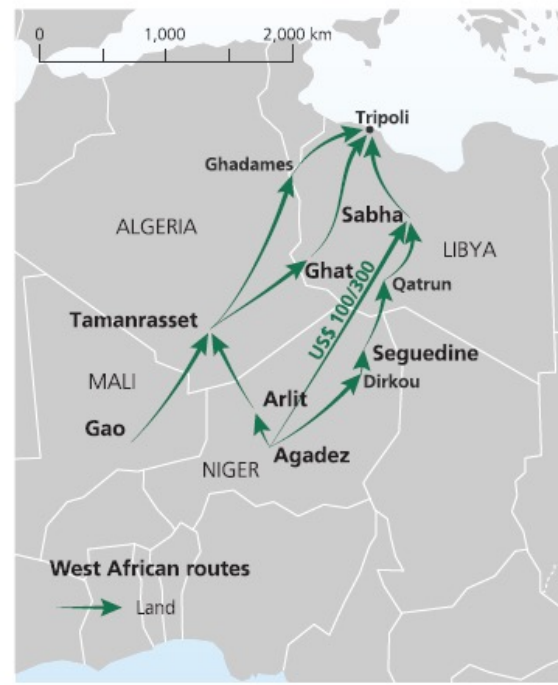 0 1,000 2,000 km
Tripoli
Ghadames
ALGERIA
Sabha
LIBYA
Ghat
Qatrun
US$ 100/300
Tamanrasset
Seguedine
MALI
Dirkou
Arlit
Gao
Agadez
NIGER
West African routes
Land